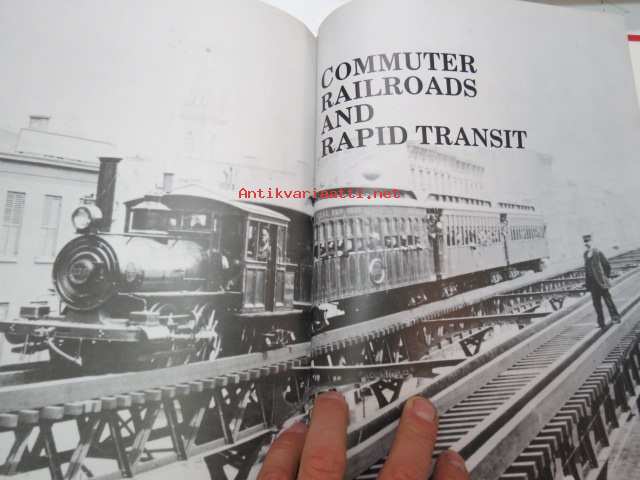 COMMUTER
RAILROADS
AND
RAPID TRANSIT
Antikvariaatti.net